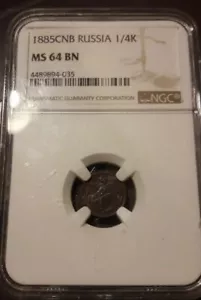 1885CNB RUSSIA 1/4K
MS 64 BN
4489894-035
NUMISMATIC GUARANTY CORPORATION
NGC